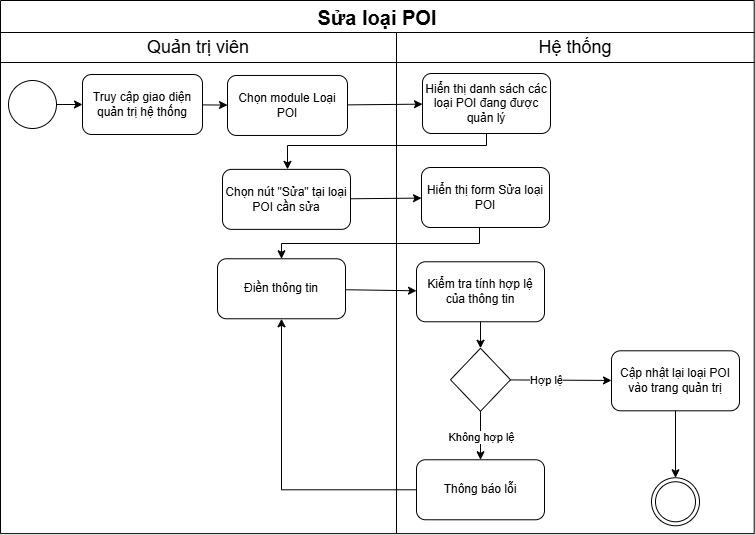 Sửa loại POI
Quản trị viên
Hệ thống
Truy cập giao diện
quản trị hệ thống
Chọn module Loại
POI
Hiển thị danh sách các
loại POI đang được
quản lý
Chọn nút "Sửa" tại loại
POI cần sửa
Hiển thị form Sửa loại
POI
Điền thông tin
Kiểm tra tính hợp lệ
của thông tin
Hợp lệ
Cập nhật lại loại POI
vào trang quản trị
Không hợp lệ
Thông báo lỗi